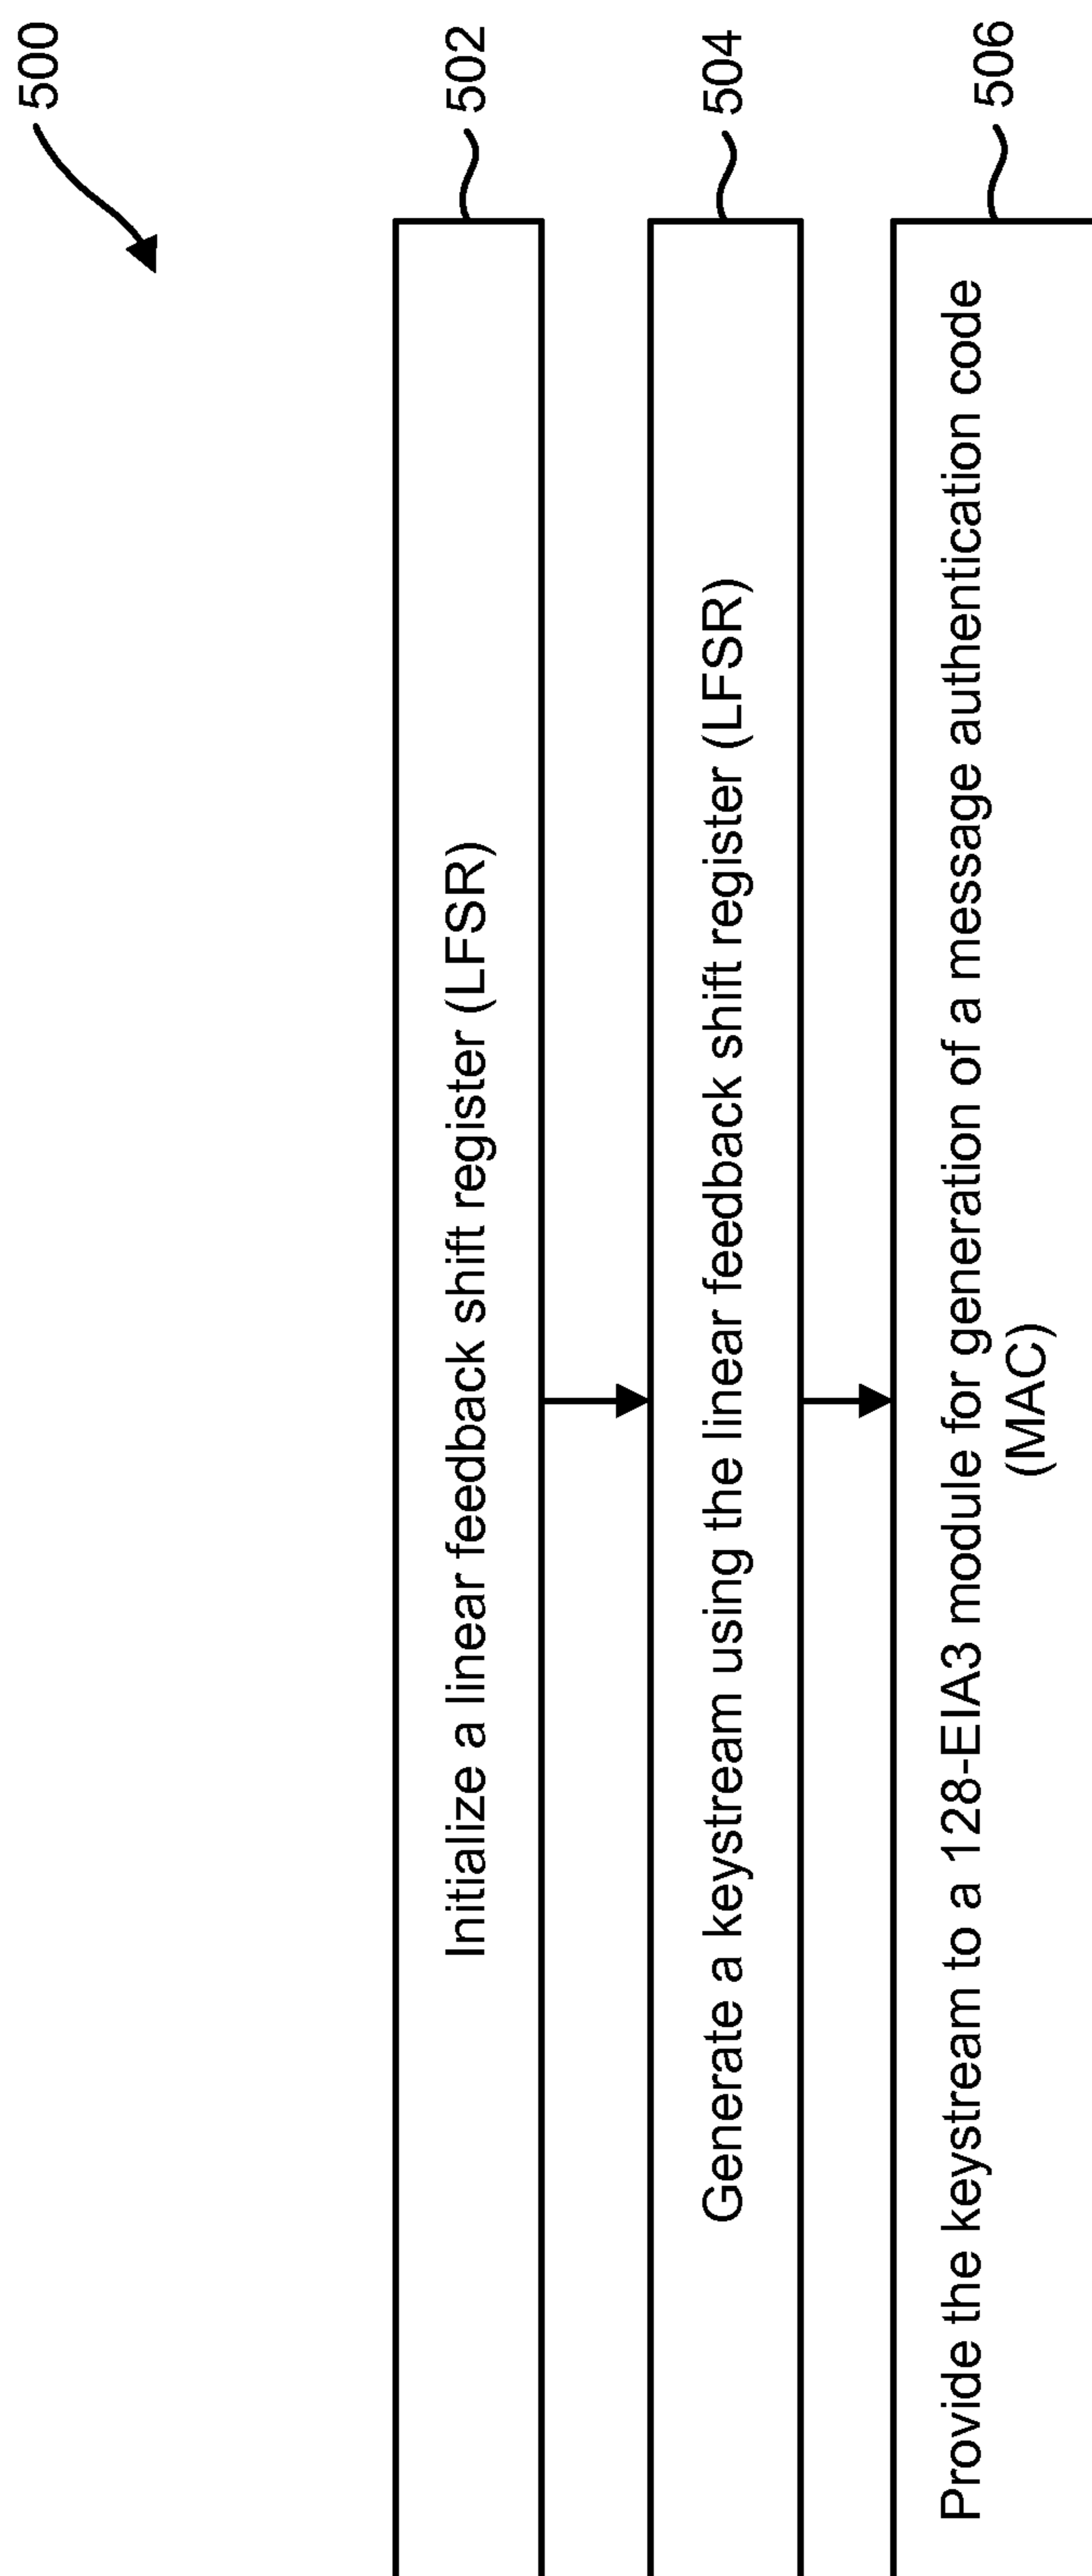 500
502
Initialize a linear feedback shift register (LFSR)
504
Generate a keystream using the linear feedback shift register (LFSR)
506
Provide the keystream to a 128-EIA3 module for generation of a message authentication code
(MAC)